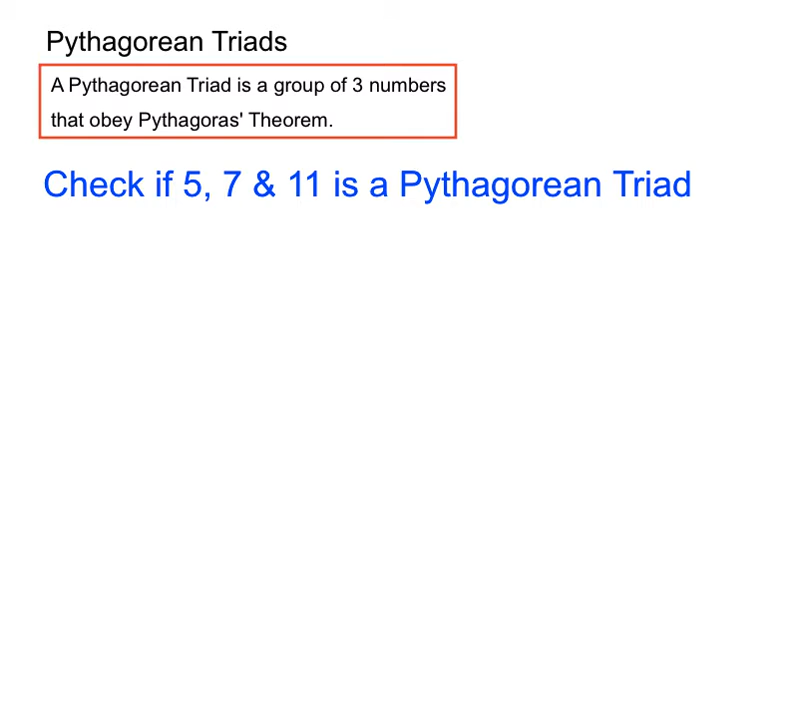 Pythagorean Triads
A Pythagorean Triad is a group of 3 numbers
that obey Pythagoras' Theorem.
Check if 5, 7 & 11 is a Pythagorean Triad